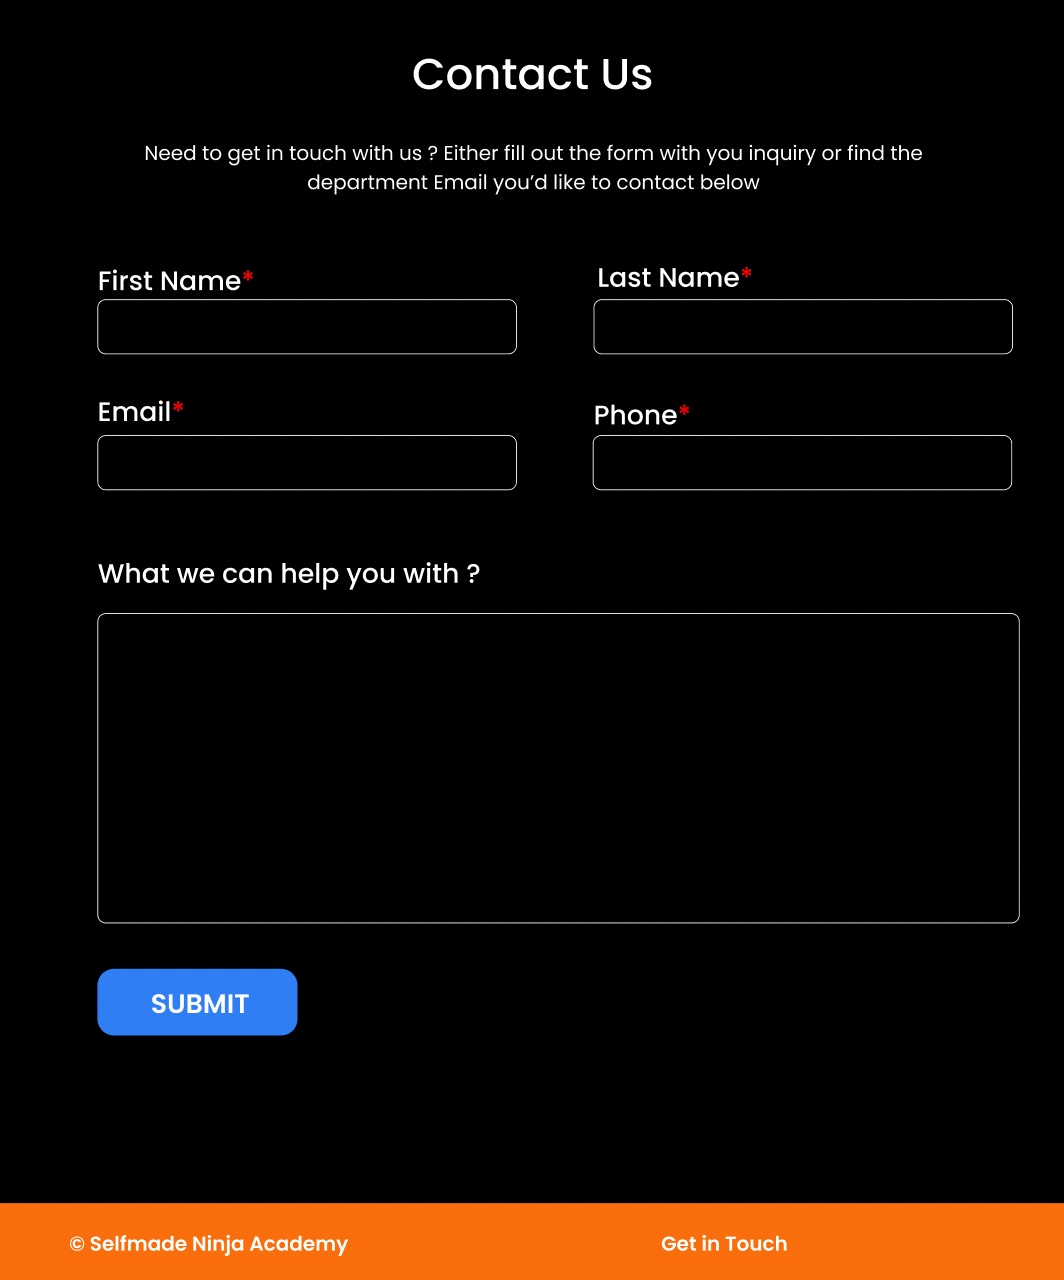 Contact Us
Need to get in touch with us ? Either fill out the form with you inquiry or find the
department Email you’d like to contact below
First Name*
Last Name*
Email*
Phone*
What we can help you with ?
SUBMIT
© Selfmade Ninja Academy
Get in Touch